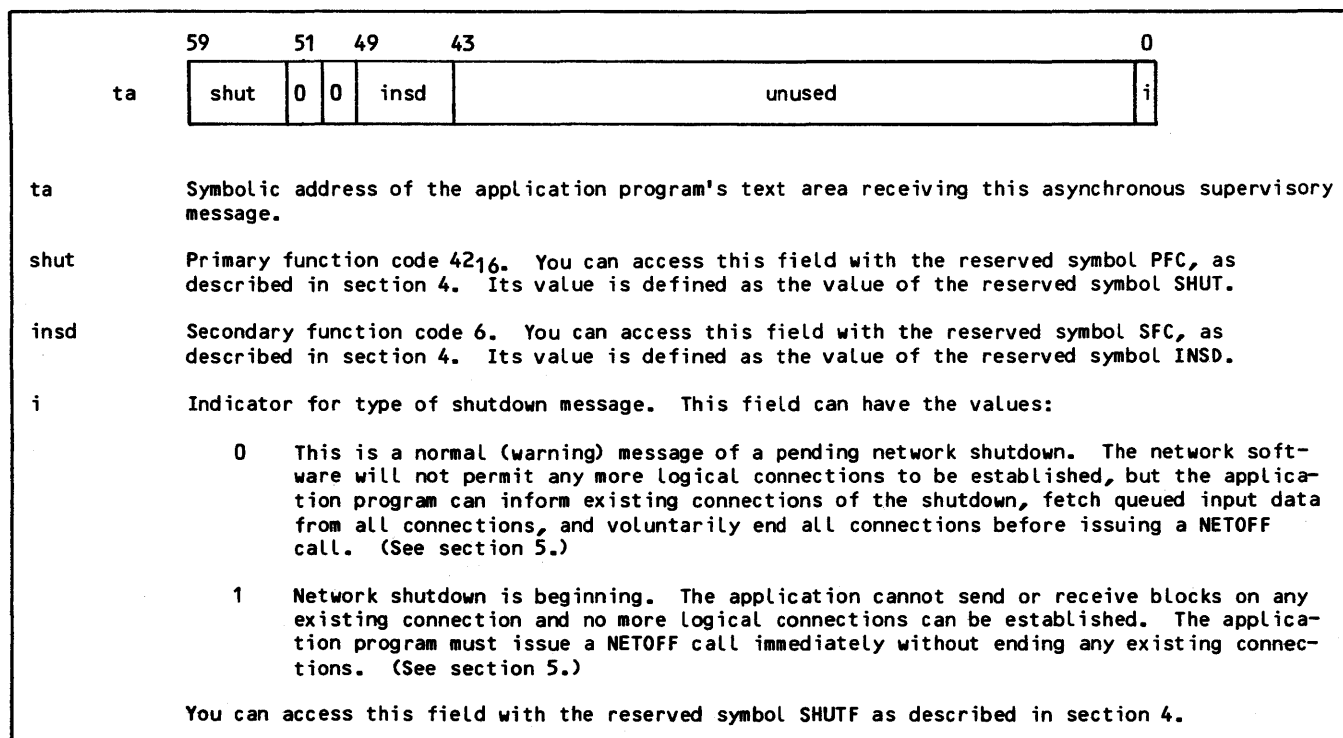 59 51 49 43 0
ta shut 0 0 insd unused i
ta Symbolic address of the application program's text area receiving this asynchronous supervisory
message.
shut Primary function code 42₁₆. You can access this field with the reserved symbol PFC, as
described in section 4. Its value is defined as the value of the reserved symbol SHUT.
insd Secondary function code 6. You can access this field with the reserved symbol SFC, as
described in section 4. Its value is defined as the value of the reserved symbol INSD.
i Indicator for type of shutdown message. This field can have the values:
0 This is a normal (warning) message of a pending network shutdown. The network soft-
ware will not permit any more logical connections to be established, but the applica-
tion program can inform existing connections of the shutdown, fetch queued input data
from all connections, and voluntarily end all connections before issuing a NETOFF
call. (See section 5.)
1 Network shutdown is beginning. The application cannot send or receive blocks on any
existing connection and no more logical connections can be established. The applica-
tion program must issue a NETOFF call immediately without ending any existing connec-
tions. (See section 5.)
You can access this field with the reserved symbol SHUTF as described in section 4.